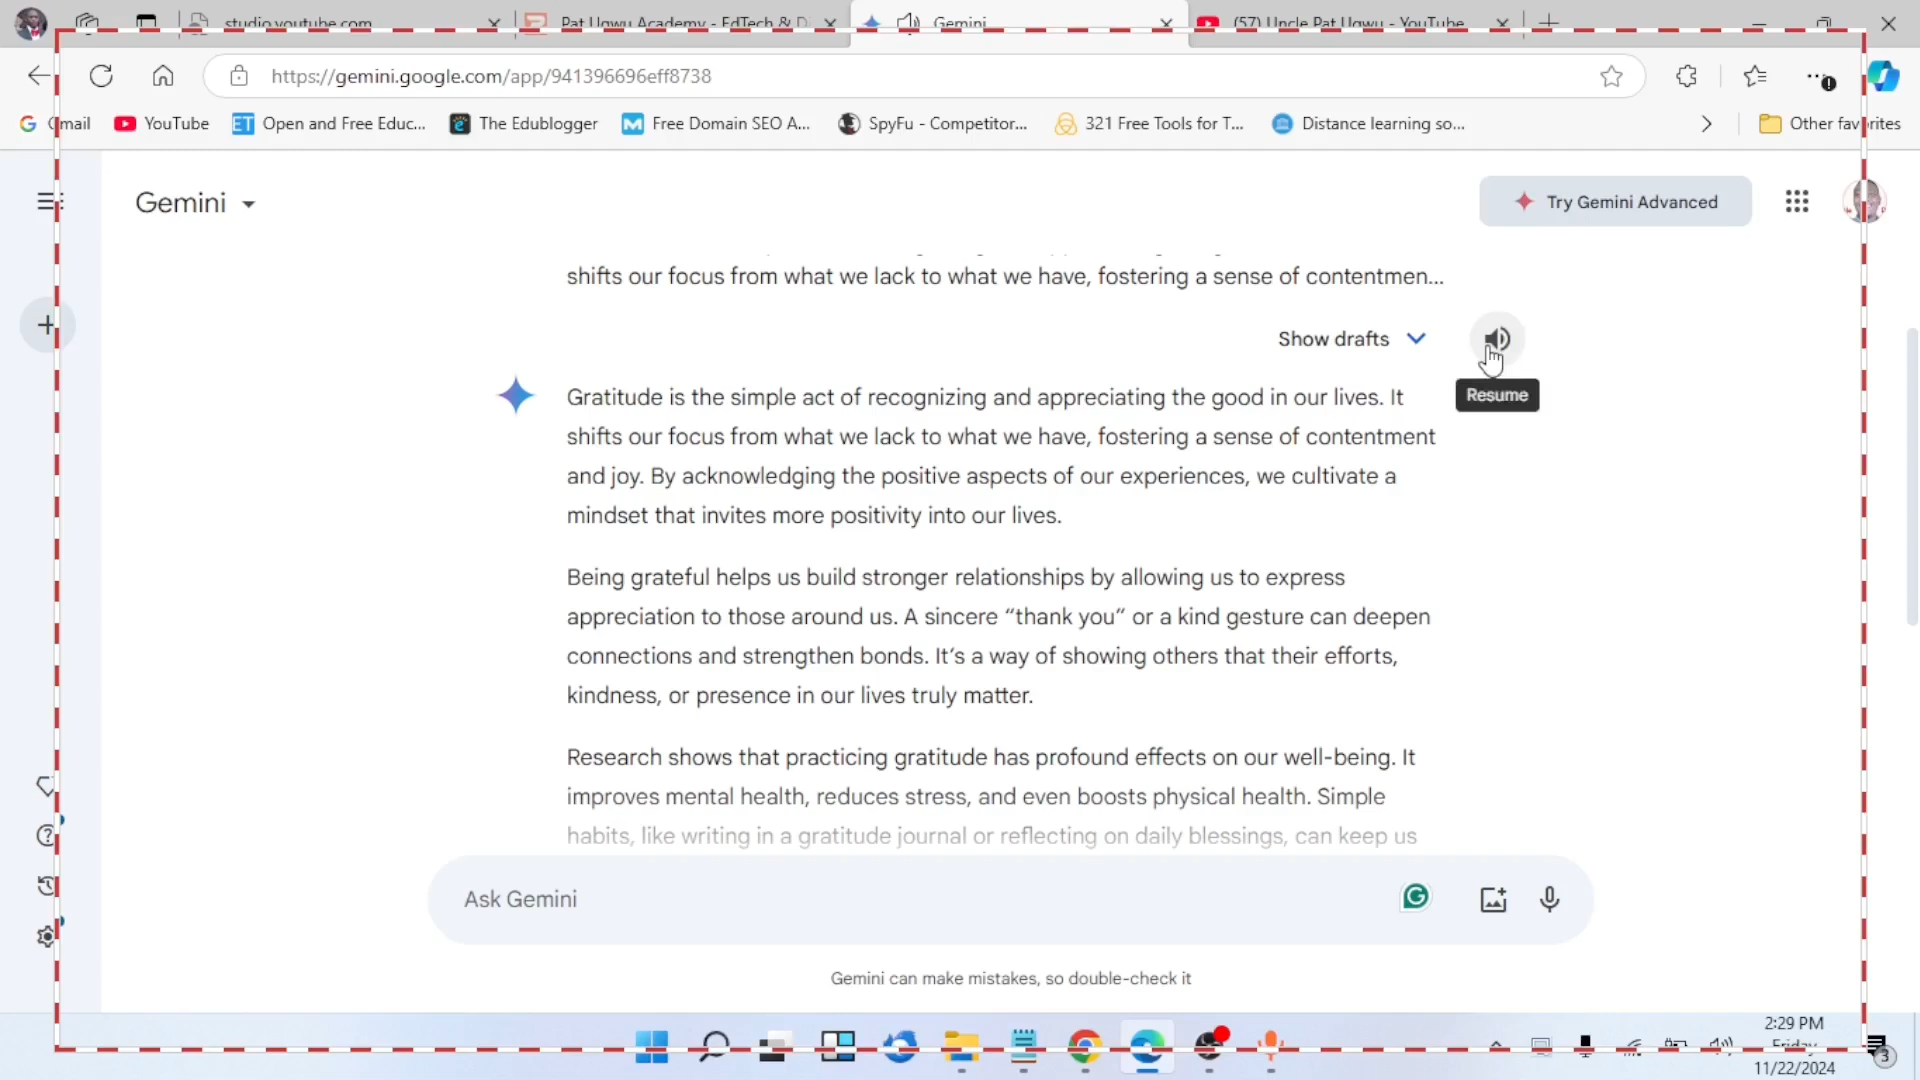 studio.youtube.com
Pat Ugwu Academy - EdTech & D
Gemini
(57) Uncle Pat Ugwu - YouTube
https://gemini.google.com/app/941396696eff8738
Gmail
YouTube
ET
Open and Free Educ...
The Edublogger
Free Domain SEO A...
SpyFu - Competitor...
321 Free Tools for T...
Distance learning so...
Other favorites
Gemini
Try Gemini Advanced
shifts our focus from what we lack to what we have, fostering a sense of contentmen...
Show drafts
Resume
Gratitude is the simple act of recognizing and appreciating the good in our lives. It
shifts our focus from what we lack to what we have, fostering a sense of contentment
and joy. By acknowledging the positive aspects of our experiences, we cultivate a
mindset that invites more positivity into our lives.
Being grateful helps us build stronger relationships by allowing us to express
appreciation to those around us. A sincere “thank you” or a kind gesture can deepen
connections and strengthen bonds. It’s a way of showing others that their efforts,
kindness, or presence in our lives truly matter.
Research shows that practicing gratitude has profound effects on our well-being. It
improves mental health, reduces stress, and even boosts physical health. Simple
habits, like writing in a gratitude journal or reflecting on daily blessings, can keep us
Ask Gemini
Gemini can make mistakes, so double-check it
2:29 PM
Friday
11/22/2024
3